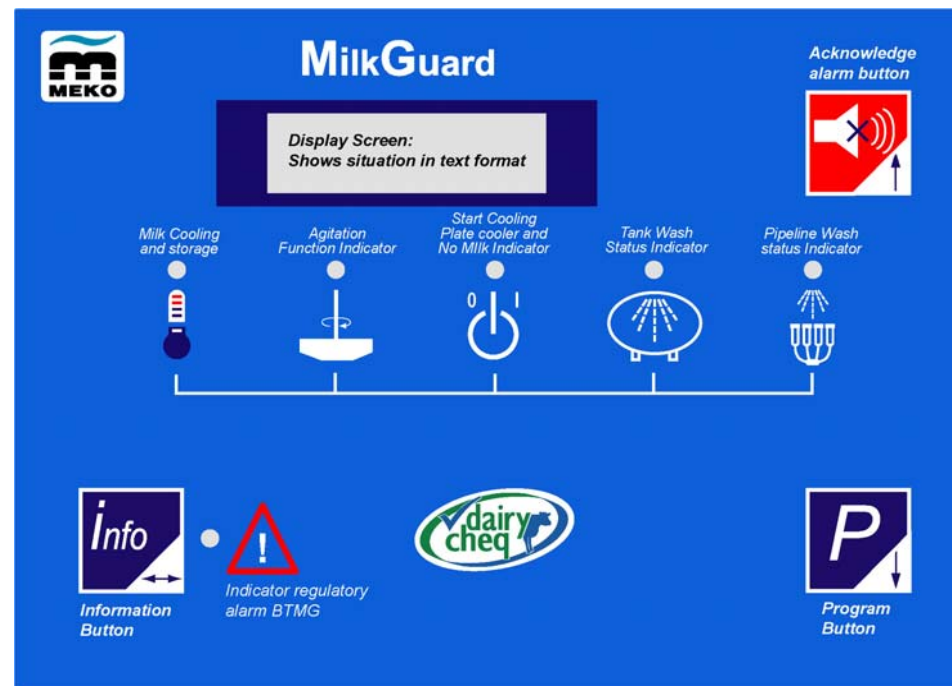 MEKO
MilkGuard
Acknowledge
alarm button
Display Screen:
Shows situation in text format
Milk Cooling
and storage
Agitation
Function Indicator
Start Cooling
Plate cooler and
No MIlk Indicator
Tank Wash
Status Indicator
Pipeline Wash
status Indicator
0 I
info
!
dairy
cheq
P
Indicator regulatory
alarm BTMG
Information
Button
Program
Button